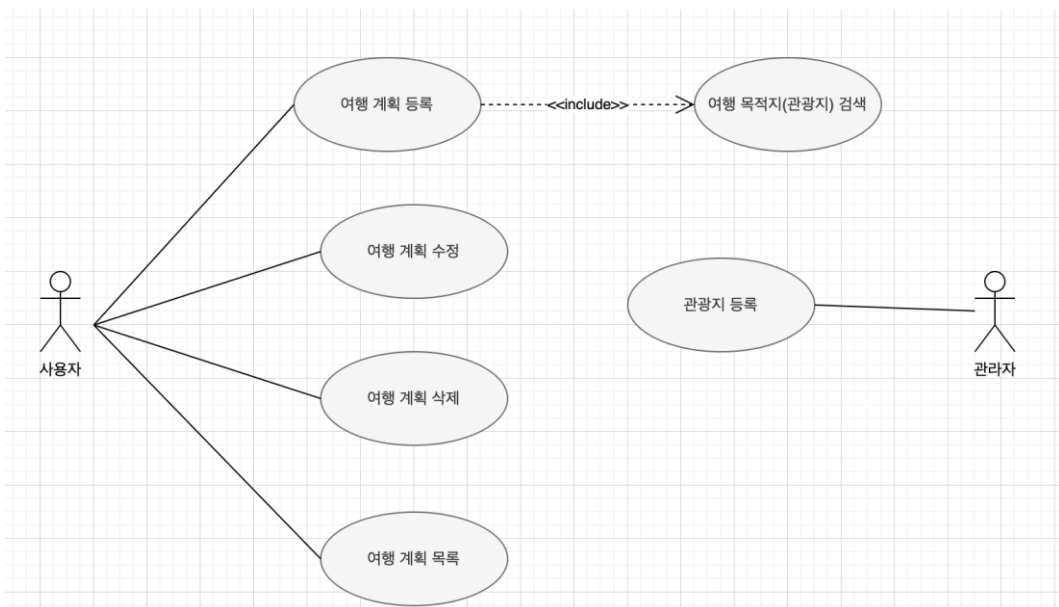 여행 계획 등록
<<include>>
여행 목적지(관광지) 검색
여행 계획 수정
관광지 등록
사용자
관라자
여행 계획 삭제
여행 계획 목록